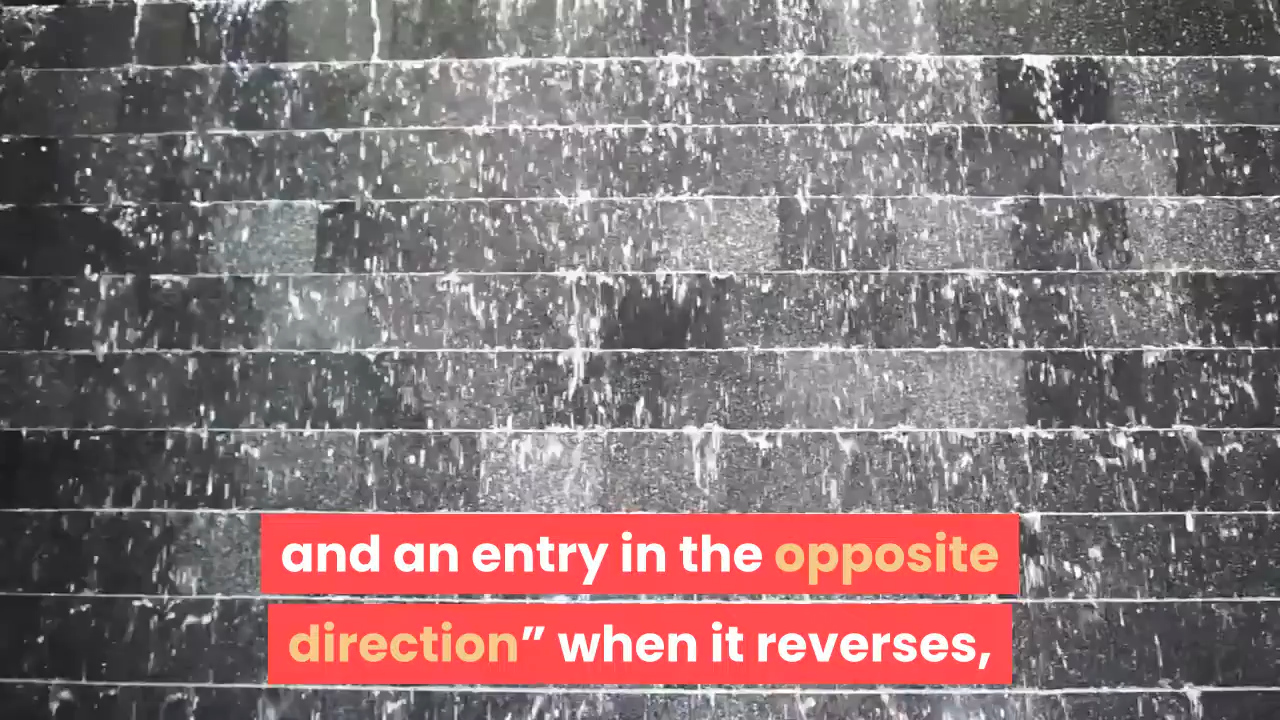 and an entry in the opposite
direction” when it reverses,